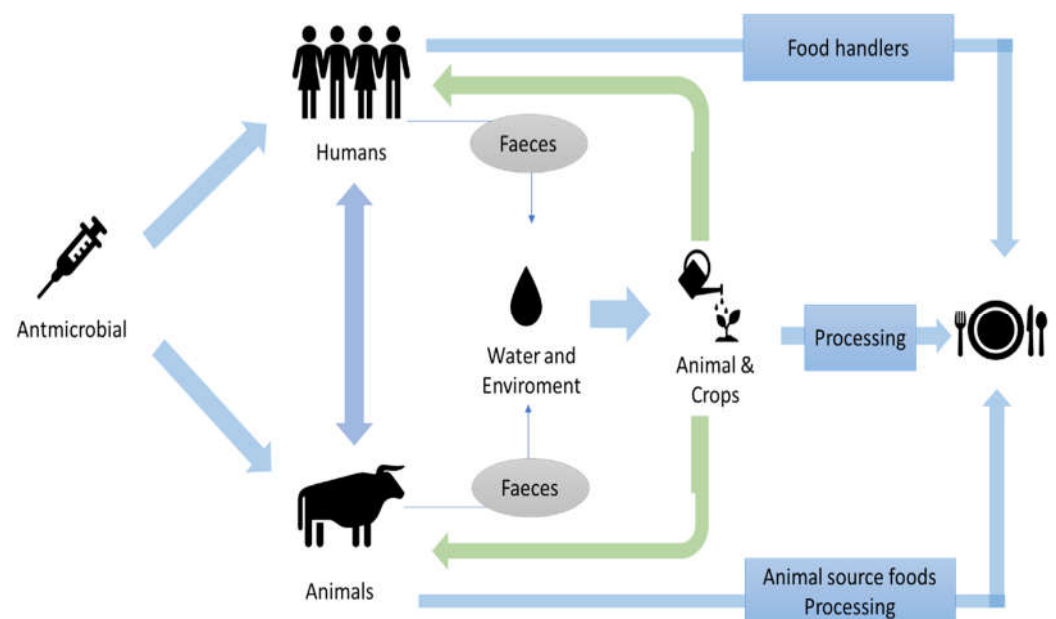 Food handlers
Faeces
Humans
Antmicrobial
Water and
Enviroment
Animal &
Crops
Processing
Faeces
Animals
Animal source foods
Processing